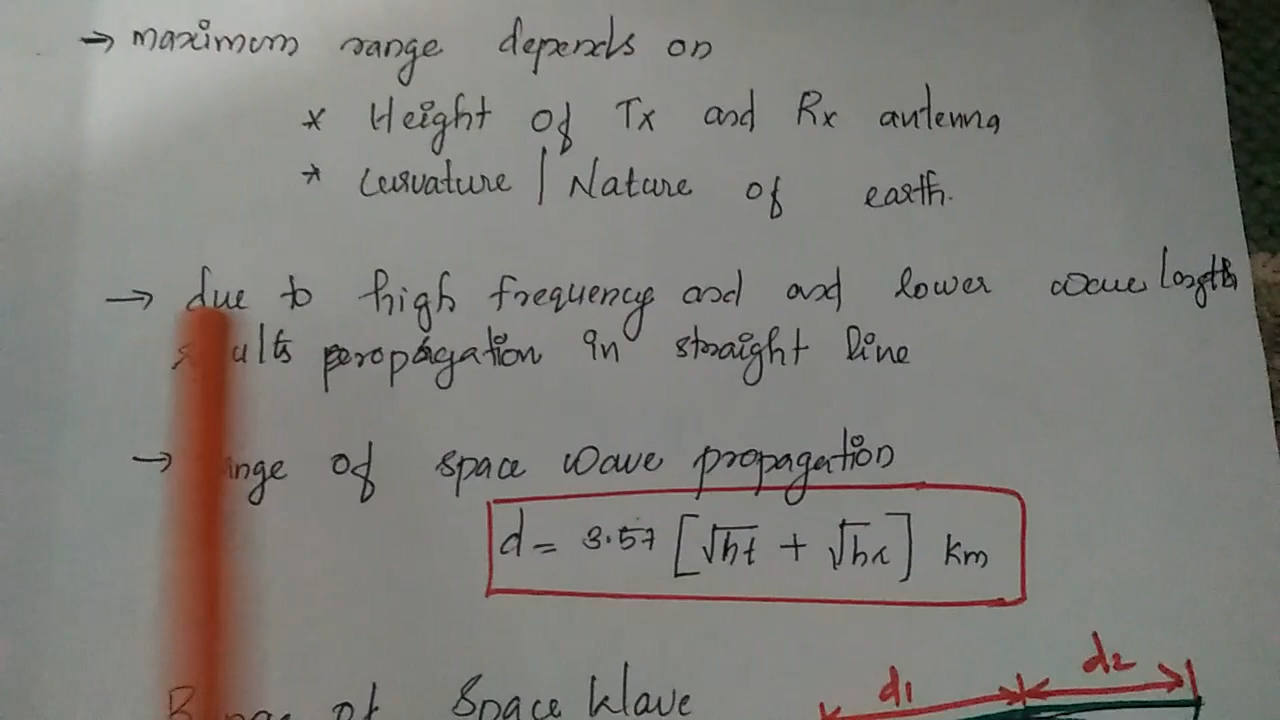 → maximum range depends on
* Height of Tx and Rx antenna
* Curvature | Nature of earth.
→ due to high frequency and and lower wave length
ults propagation in straight line
→ ange of space wave propagation
d = 3.57 [√ht + √hr] km
d1 d2
of Space Wave